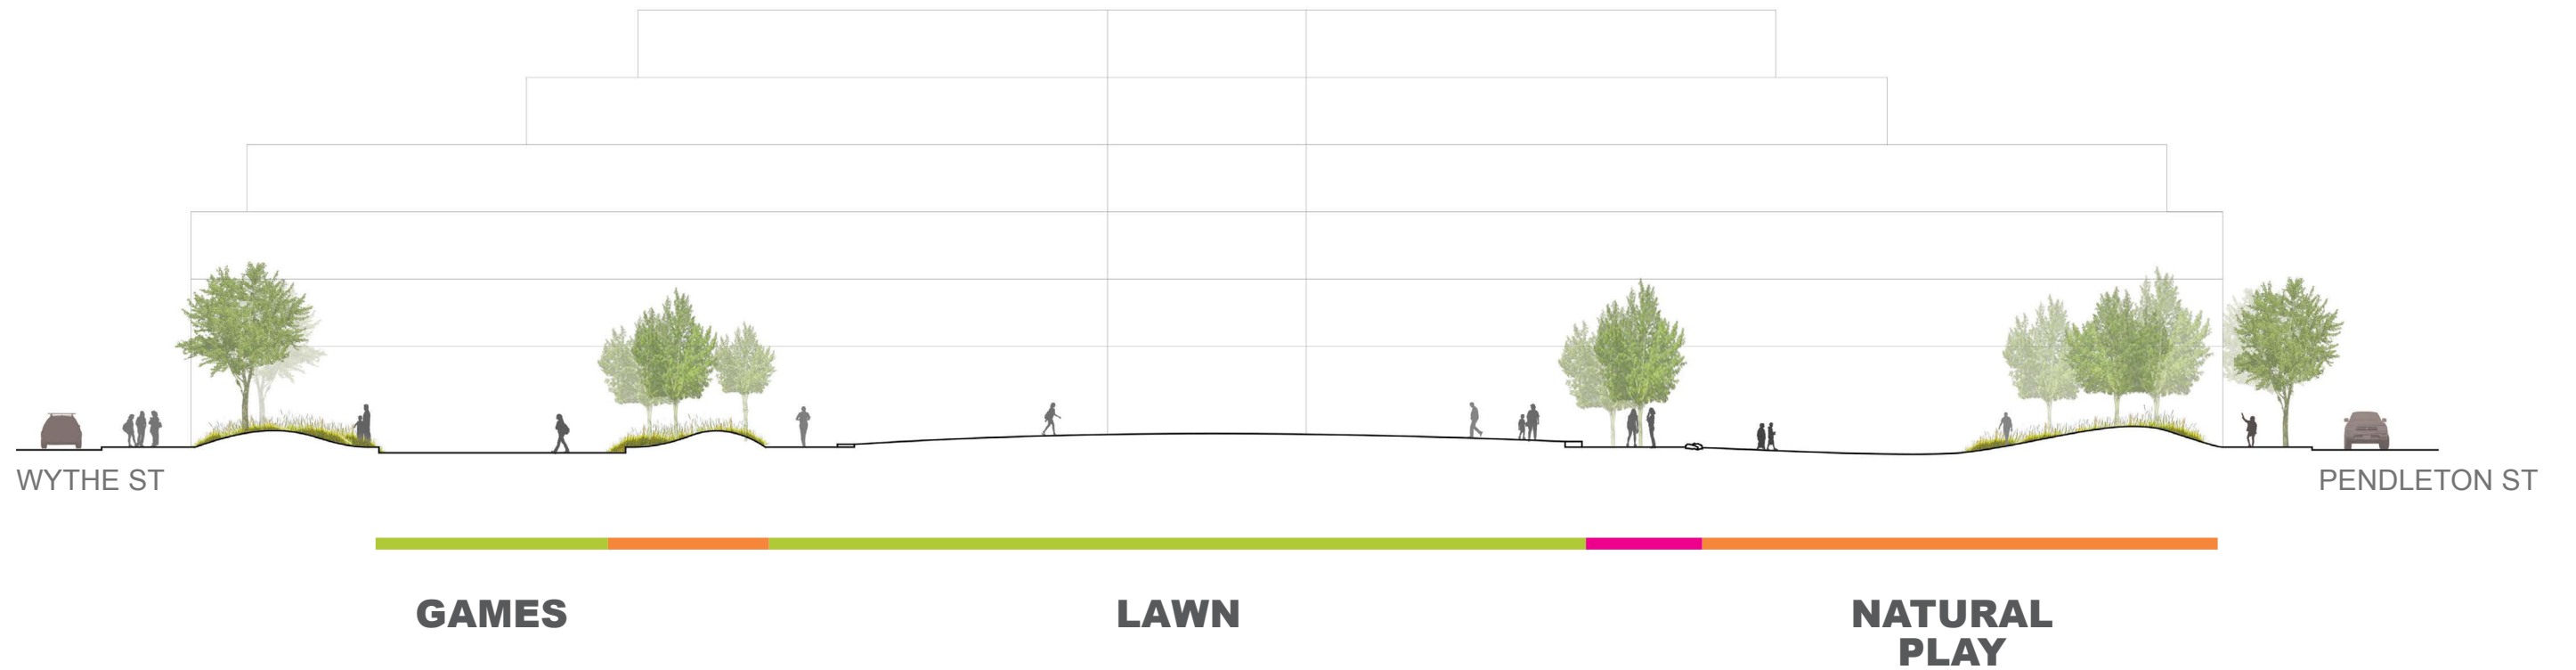 WYTHE ST
PENDLETON ST
GAMES
LAWN
NATURAL
PLAY